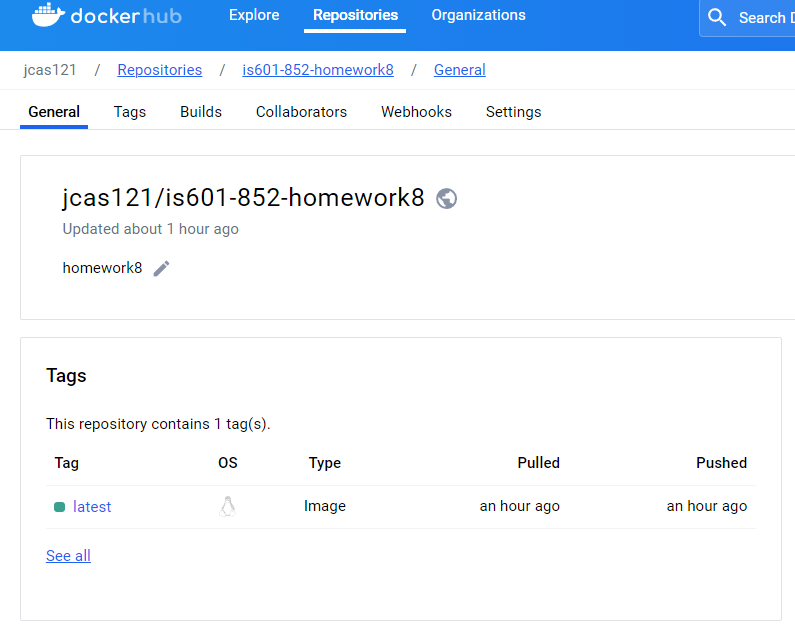 dockerhub Explore Repositories Organizations Search
jcas121 / Repositories / is601-852-homework8 / General
General Tags Builds Collaborators Webhooks Settings
jcas121/is601-852-homework8
Updated about 1 hour ago
homework8
Tags
This repository contains 1 tag(s).
Tag OS Type Pulled Pushed
latest Image an hour ago an hour ago
See all